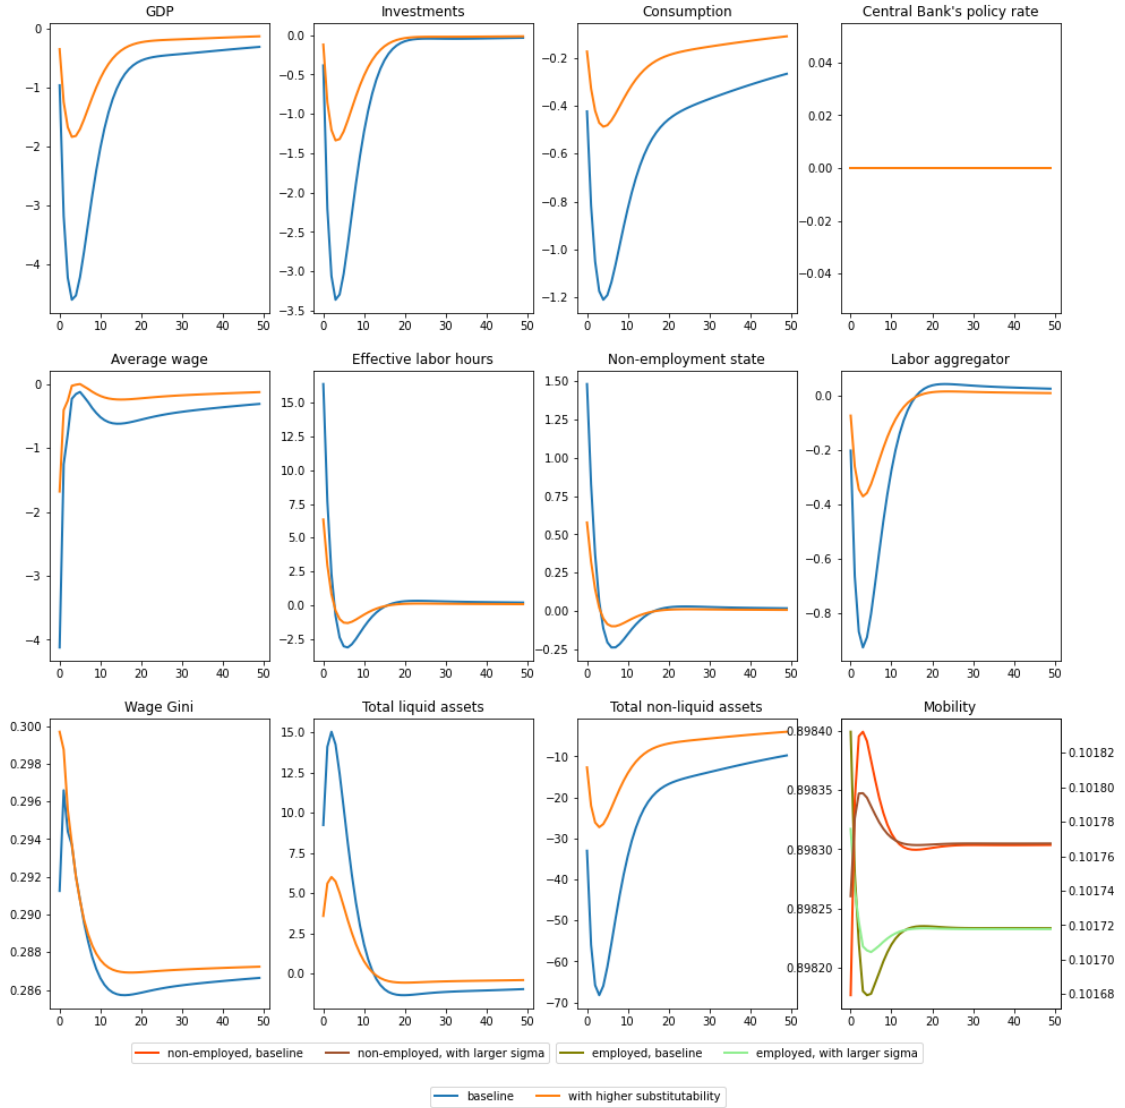 GDP
Investments
Consumption
Central Bank's policy rate
0
−1
−2
−3
−4
0 10 20 30 40 50
0.0
−0.5
−1.0
−1.5
−2.0
−2.5
−3.0
−3.5
0 10 20 30 40 50
−0.2
−0.4
−0.6
−0.8
−1.0
−1.2
0 10 20 30 40 50
0.04
0.02
0.00
−0.02
−0.04
0 10 20 30 40 50
Average wage
Effective labor hours
Non-employment state
Labor aggregator
0
−1
−2
−3
−4
0 10 20 30 40 50
15.0
12.5
10.0
7.5
5.0
2.5
0.0
−2.5
0 10 20 30 40 50
1.50
1.25
1.00
0.75
0.50
0.25
0.00
−0.25
0 10 20 30 40 50
0.0
−0.2
−0.4
−0.6
−0.8
0 10 20 30 40 50
Wage Gini
Total liquid assets
Total non-liquid assets
Mobility
0.300
0.298
0.296
0.294
0.292
0.290
0.288
0.286
0 10 20 30 40 50
15.0
12.5
10.0
7.5
5.0
2.5
0.0
0 10 20 30 40 50
−10
−20
−30
−40
−50
−60
−70
0 10 20 30 40 50
0.89840
0.89835
0.89830
0.89825
0.89820
0 10 20 30 40 50
0.10182
0.10180
0.10178
0.10176
0.10174
0.10172
0.10170
0.10168
non-employed, baseline
non-employed, with larger sigma
employed, baseline
employed, with larger sigma
baseline
with higher substitutability